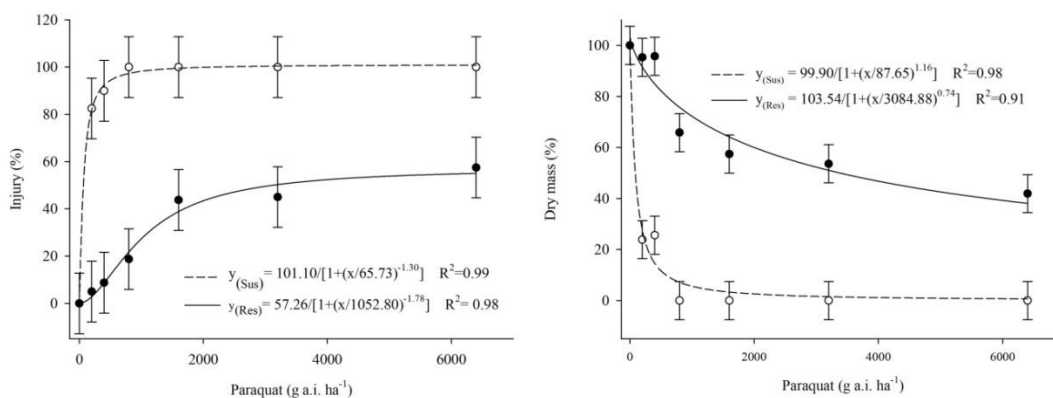 120
100
80
60
40
20
0
Injury (%)
y(Sus)= 101.10/[1+(x/65.73)-1.30] R2=0.99
y(Res)= 57.26/[1+(x/1052.80)-1.78] R2= 0.98
0 2000 4000 6000
Paraquat (g a.i. ha-1)
100
80
60
40
20
0
Dry mass (%)
y(Sus) = 99.90/[1+(x/87.65)1.16] R2=0.98
y(Res) = 103.54/[1+(x/3084.88)0.74] R2=0.91
0 2000 4000 6000
Paraquat (g a.i. ha-1)